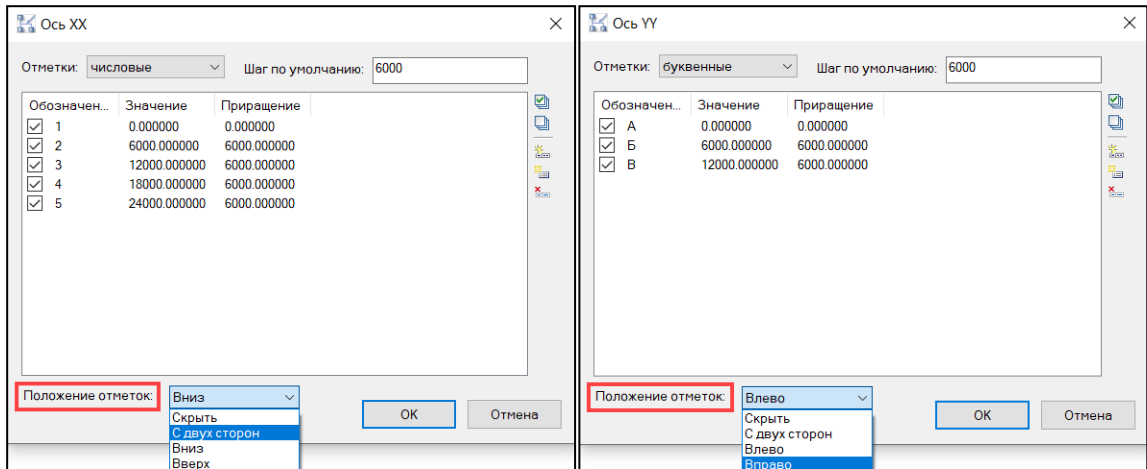 Ось XX
Отметки: числовые Шаг по умолчанию: 6000
Обозначен... Значение Приращение
1 0.000000 0.000000
2 6000.000000 6000.000000
3 12000.000000 6000.000000
4 18000.000000 6000.000000
5 24000.000000 6000.000000
Положение отметок: Вниз
Скрыть
С двух сторон
Вниз
Вверх
ОК Отмена
Ось YY
Отметки: буквенные Шаг по умолчанию: 6000
Обозначен... Значение Приращение
А 0.000000 0.000000
Б 6000.000000 6000.000000
В 12000.000000 6000.000000
Положение отметок: Влево
Скрыть
С двух сторон
Влево
Вправо
ОК Отмена